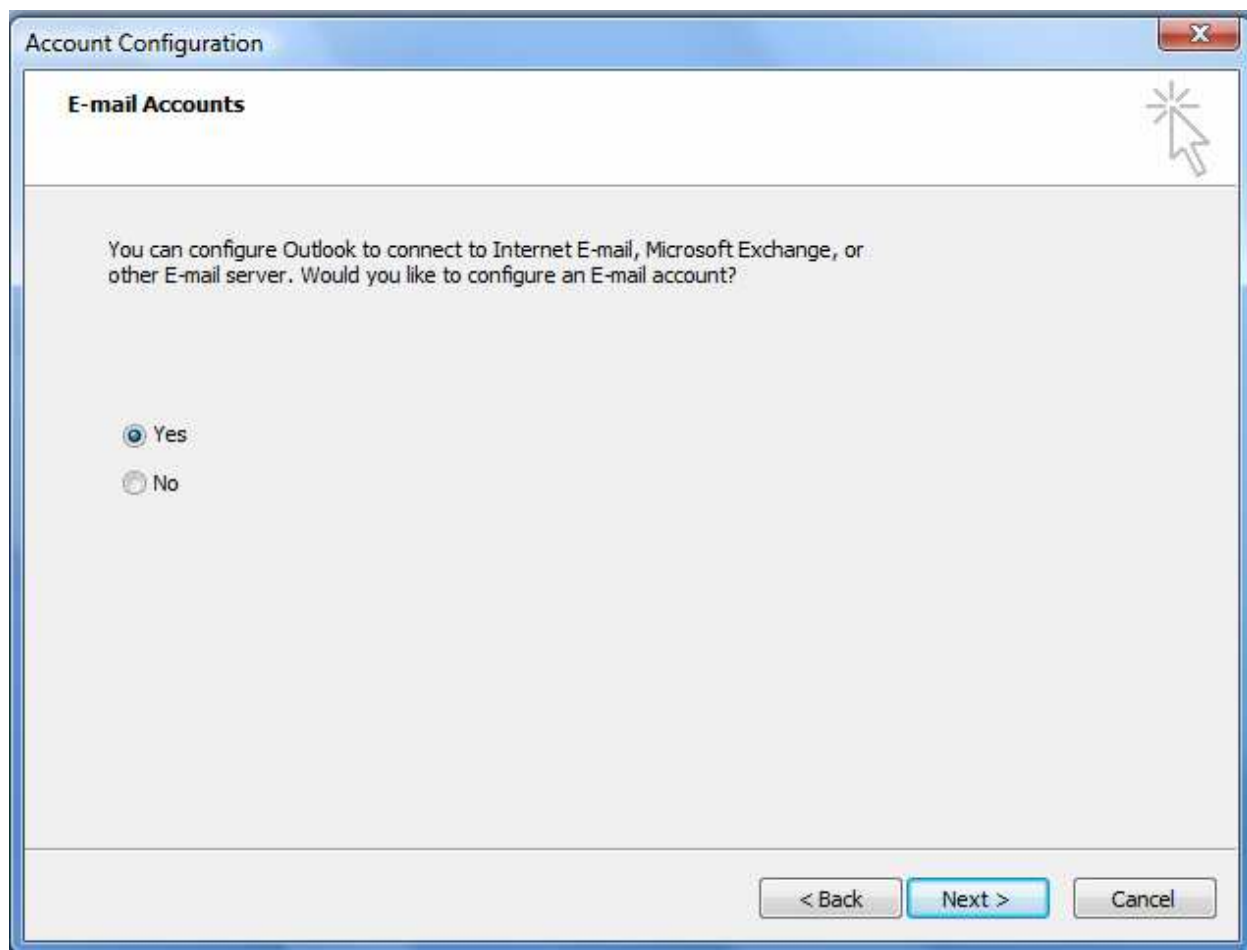 Account Configuration
E-mail Accounts
You can configure Outlook to connect to Internet E-mail, Microsoft Exchange, or
other E-mail server. Would you like to configure an E-mail account?
Yes
No
< Back Next > Cancel